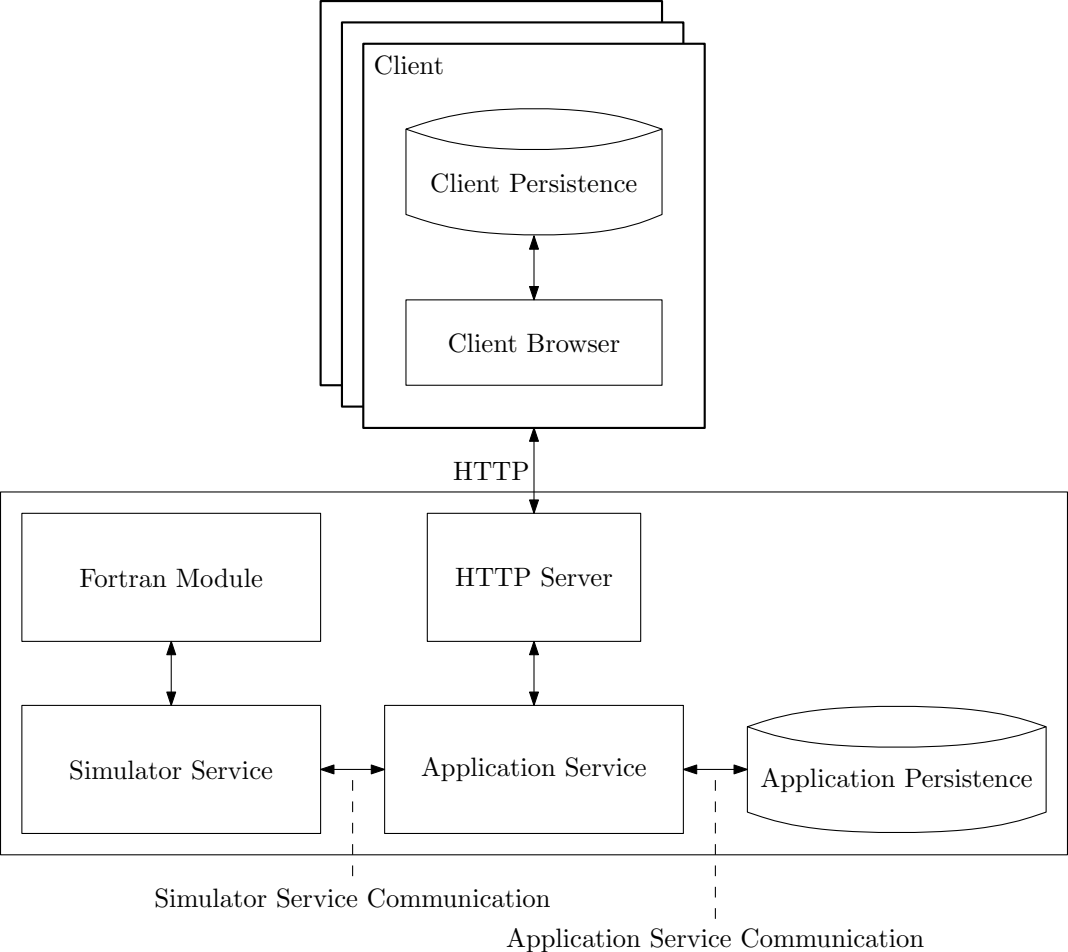 Client
Client Persistence
Client Browser
HTTP
Fortran Module
HTTP Server
Simulator Service
Application Service
Application Persistence
Simulator Service Communication
Application Service Communication